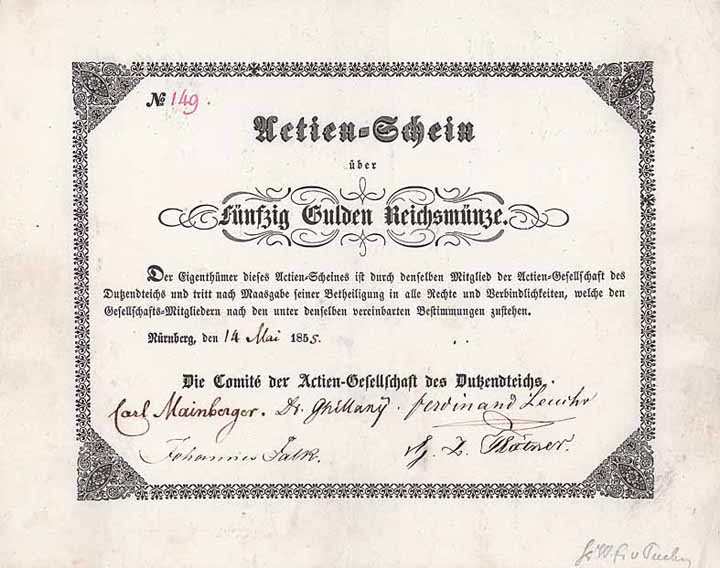 № 149.
Actien-Schein
über
Fünfzig Gulden Reichsmünze.
Der Eigenthümer dieses Actien-Scheines ist durch denselben Mitglied der Actien-Gesellschaft des
Dutzendteichs und tritt nach Maasgabe seiner Betheiligung in alle Rechte und Verbindlichkeiten, welche den
Gesellschafts-Mitgliedern nach den unter denselben vereinbarten Bestimmungen zustehen.
Nürnberg, den 14 Mai 1855.
Die Comité der Actien-Gesellschaft des Dutzendteichs.
Carl Mainberger. Dr. Ghillany. Ferdinand
Johannes Falk.